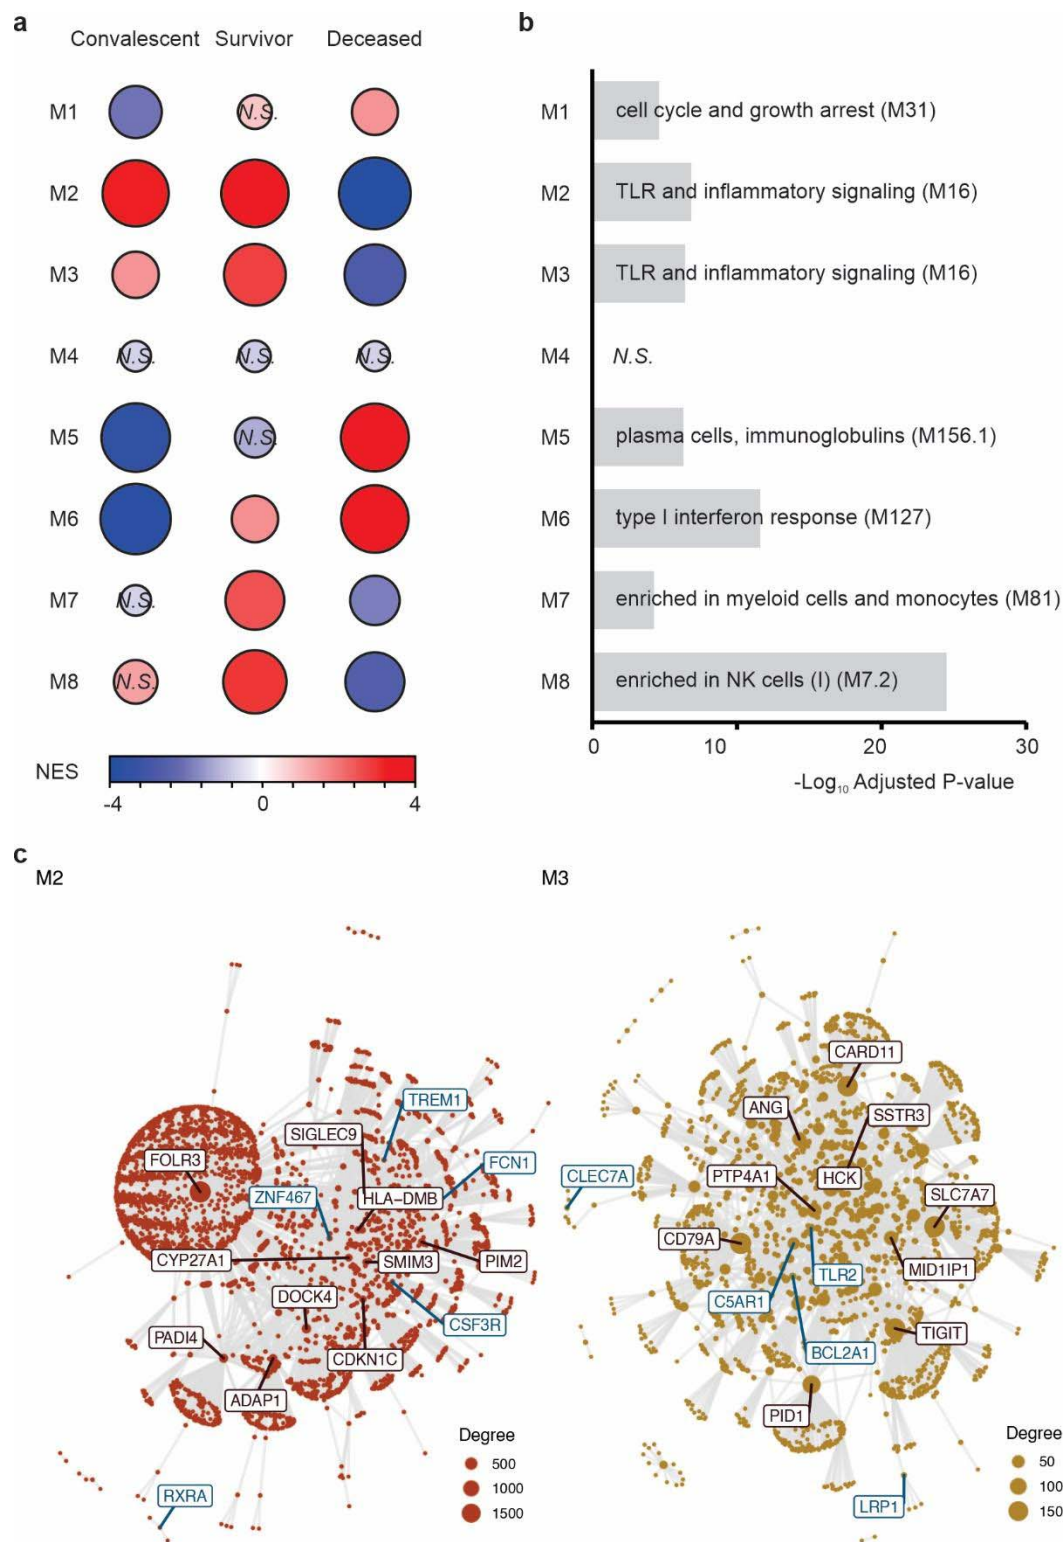 a
Convalescent Survivor Deceased
M1 N.S.
M2
M3
M4 N.S. N.S. N.S.
M5 N.S.
M6
M7 N.S.
M8 N.S.
NES
-4 0 4
b
M1 cell cycle and growth arrest (M31)
M2 TLR and inflammatory signaling (M16)
M3 TLR and inflammatory signaling (M16)
M4 N.S.
M5 plasma cells, immunoglobulins (M156.1)
M6 type I interferon response (M127)
M7 enriched in myeloid cells and monocytes (M81)
M8 enriched in NK cells (I) (M7.2)
0 10 20 30
-Log₁₀ Adjusted P-value
c
M2
TREM1
SIGLEC9
FOLR3
FCN1
ZNF467
HLA-DMB
CYP27A1
SMIM3
PIM2
DOCK4
CSF3R
PADI4
CDKN1C
ADAP1
RXRA
Degree
500
1000
1500
M3
CARD11
ANG
SSTR3
CLEC7A
PTP4A1
HCK
SLC7A7
CD79A
MID1IP1
TLR2
C5AR1
TIGIT
BCL2A1
PID1
LRP1
Degree
50
100
150